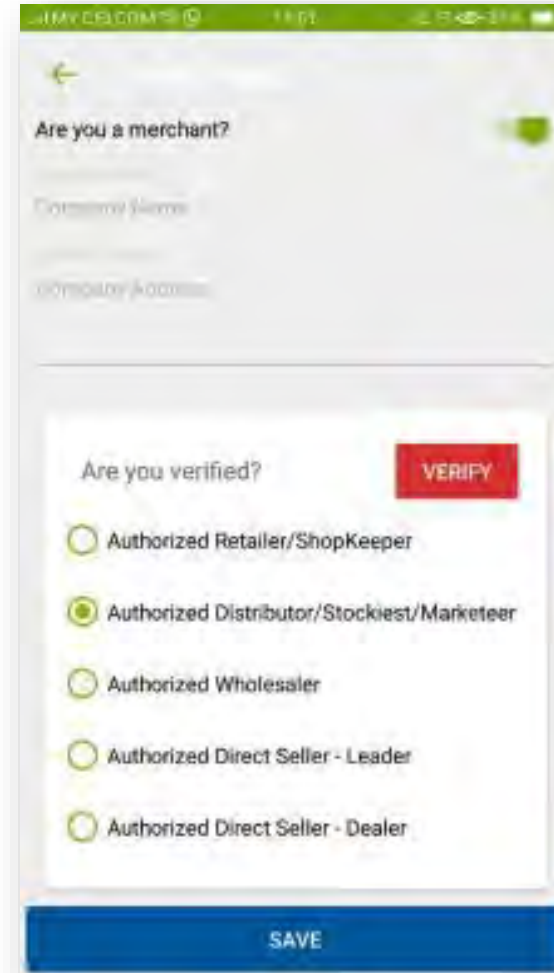 Are you a merchant?
Company Name
Company Address
Are you verified?
VERIFY
Authorized Retailer/ShopKeeper
Authorized Distributor/Stockiest/Marketeer
Authorized Wholesaler
Authorized Direct Seller - Leader
Authorized Direct Seller - Dealer
SAVE